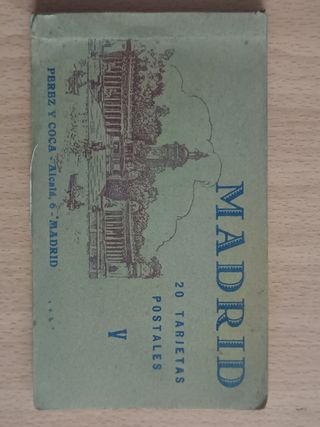 MADRID
20 TARJETAS
POSTALES
V
PEREZ Y COCA - Alcalá, 6 - MADRID